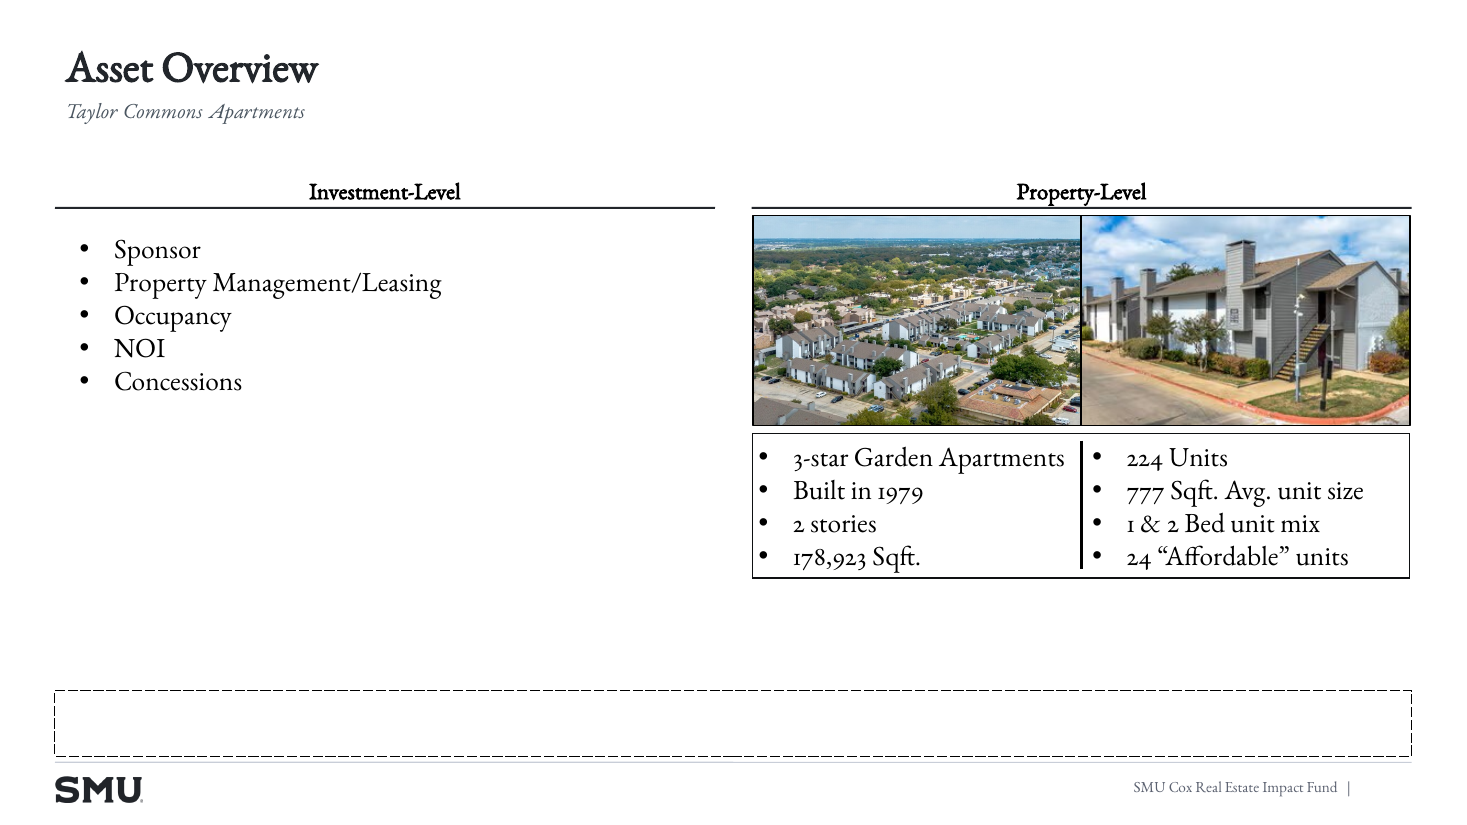 Asset Overview
Taylor Commons Apartments
Investment-Level
• Sponsor
• Property Management/Leasing
• Occupancy
• NOI
• Concessions
Property-Level
• 3-star Garden Apartments
• Built in 1979
• 2 stories
• 178,923 Sqft.
• 224 Units
• 777 Sqft. Avg. unit size
• 1 & 2 Bed unit mix
• 24 “Affordable” units
SMU
SMU Cox Real Estate Impact Fund |